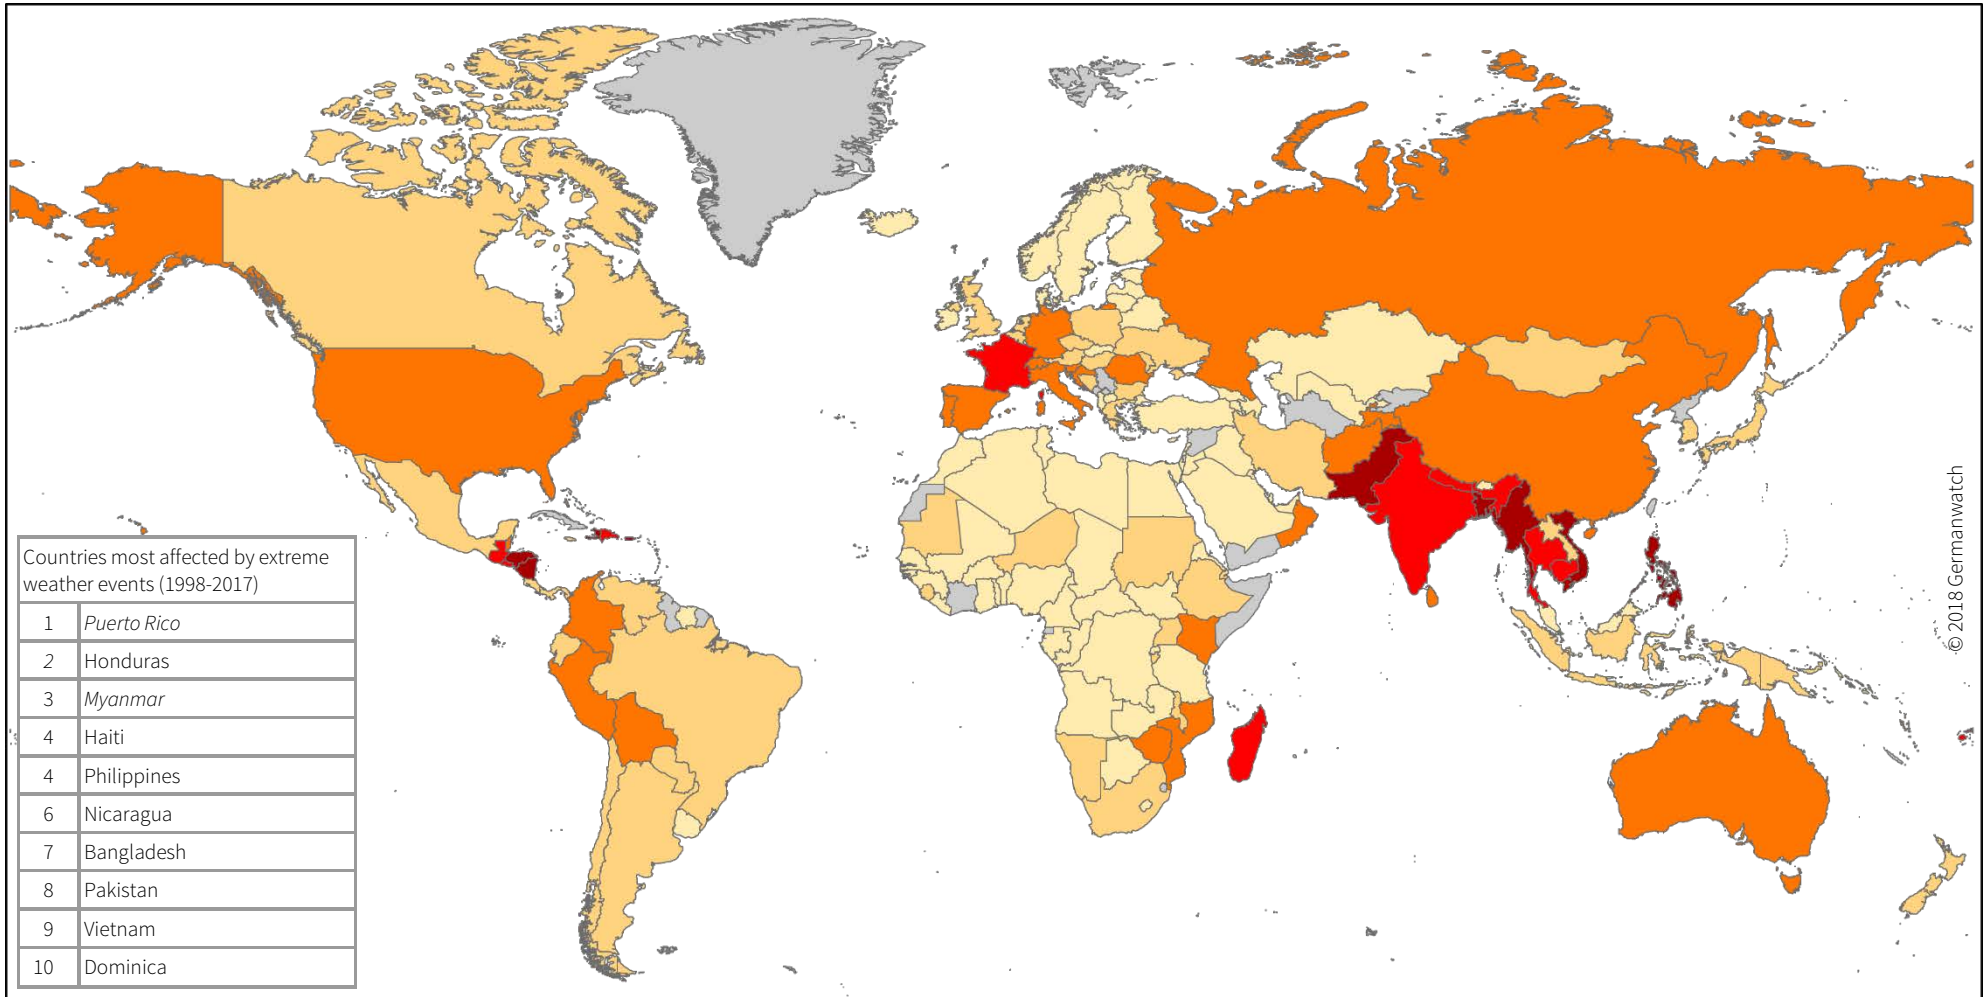 Countries most affected by extreme
weather events (1998-2017)
1 Puerto Rico
2 Honduras
3 Myanmar
4 Haiti
4 Philippines
6 Nicaragua
7 Bangladesh
8 Pakistan
9 Vietnam
10 Dominica
© 2018 Germanwatch